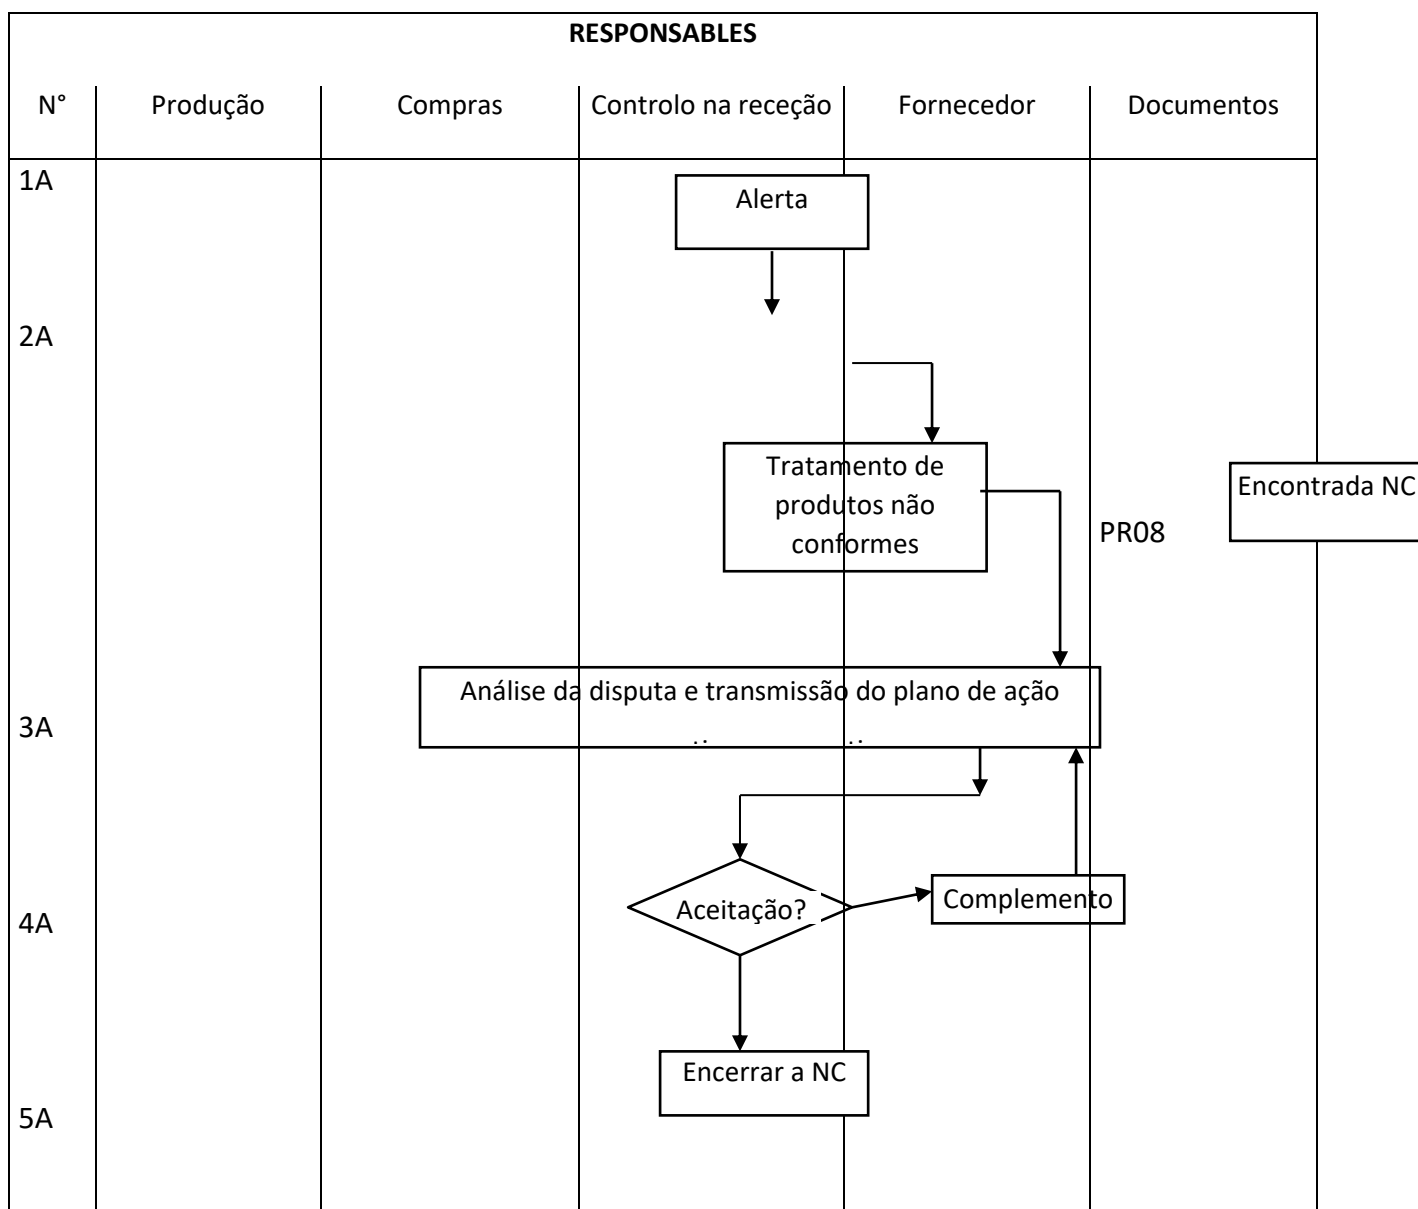 RESPONSABLES
N° Produção Compras Controlo na receção Fornecedor Documentos
1A
Alerta
2A
Tratamento de
produtos não
conformes
PR08
Encontrada NC
Análise da disputa e transmissão do plano de ação
3A
Aceitação?
Complemento
4A
Encerrar a NC
5A